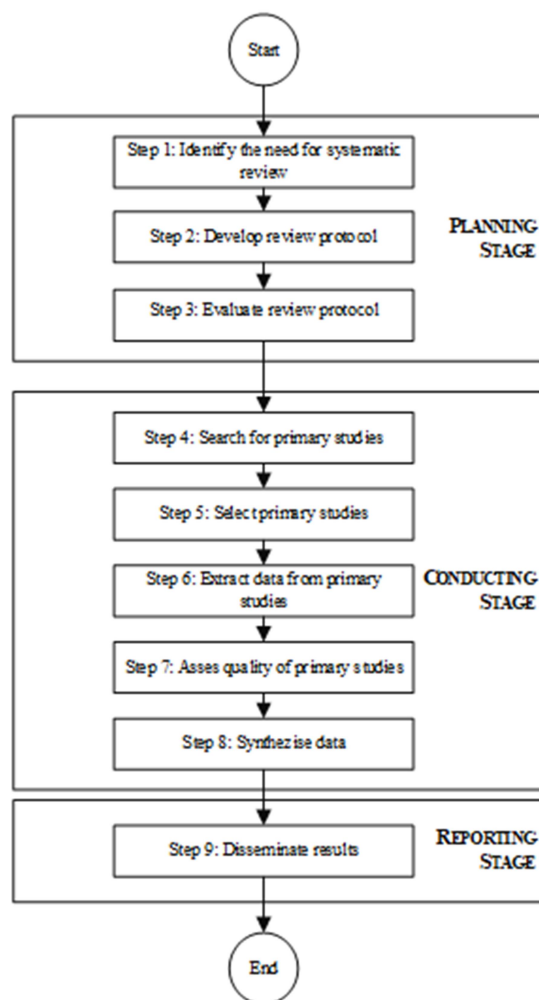 Start
Step 1: Identify the need for systematic
review
Step 2: Develop review protocol
PLANNING
STAGE
Step 3: Evaluate review protocol
Step 4: Search for primary studies
Step 5: Select primary studies
Step 6: Extract data from primary
studies
CONDUCTING
STAGE
Step 7: Asses quality of primary studies
Step 8: Synthezise data
Step 9: Disseminate results
REPORTING
STAGE
End